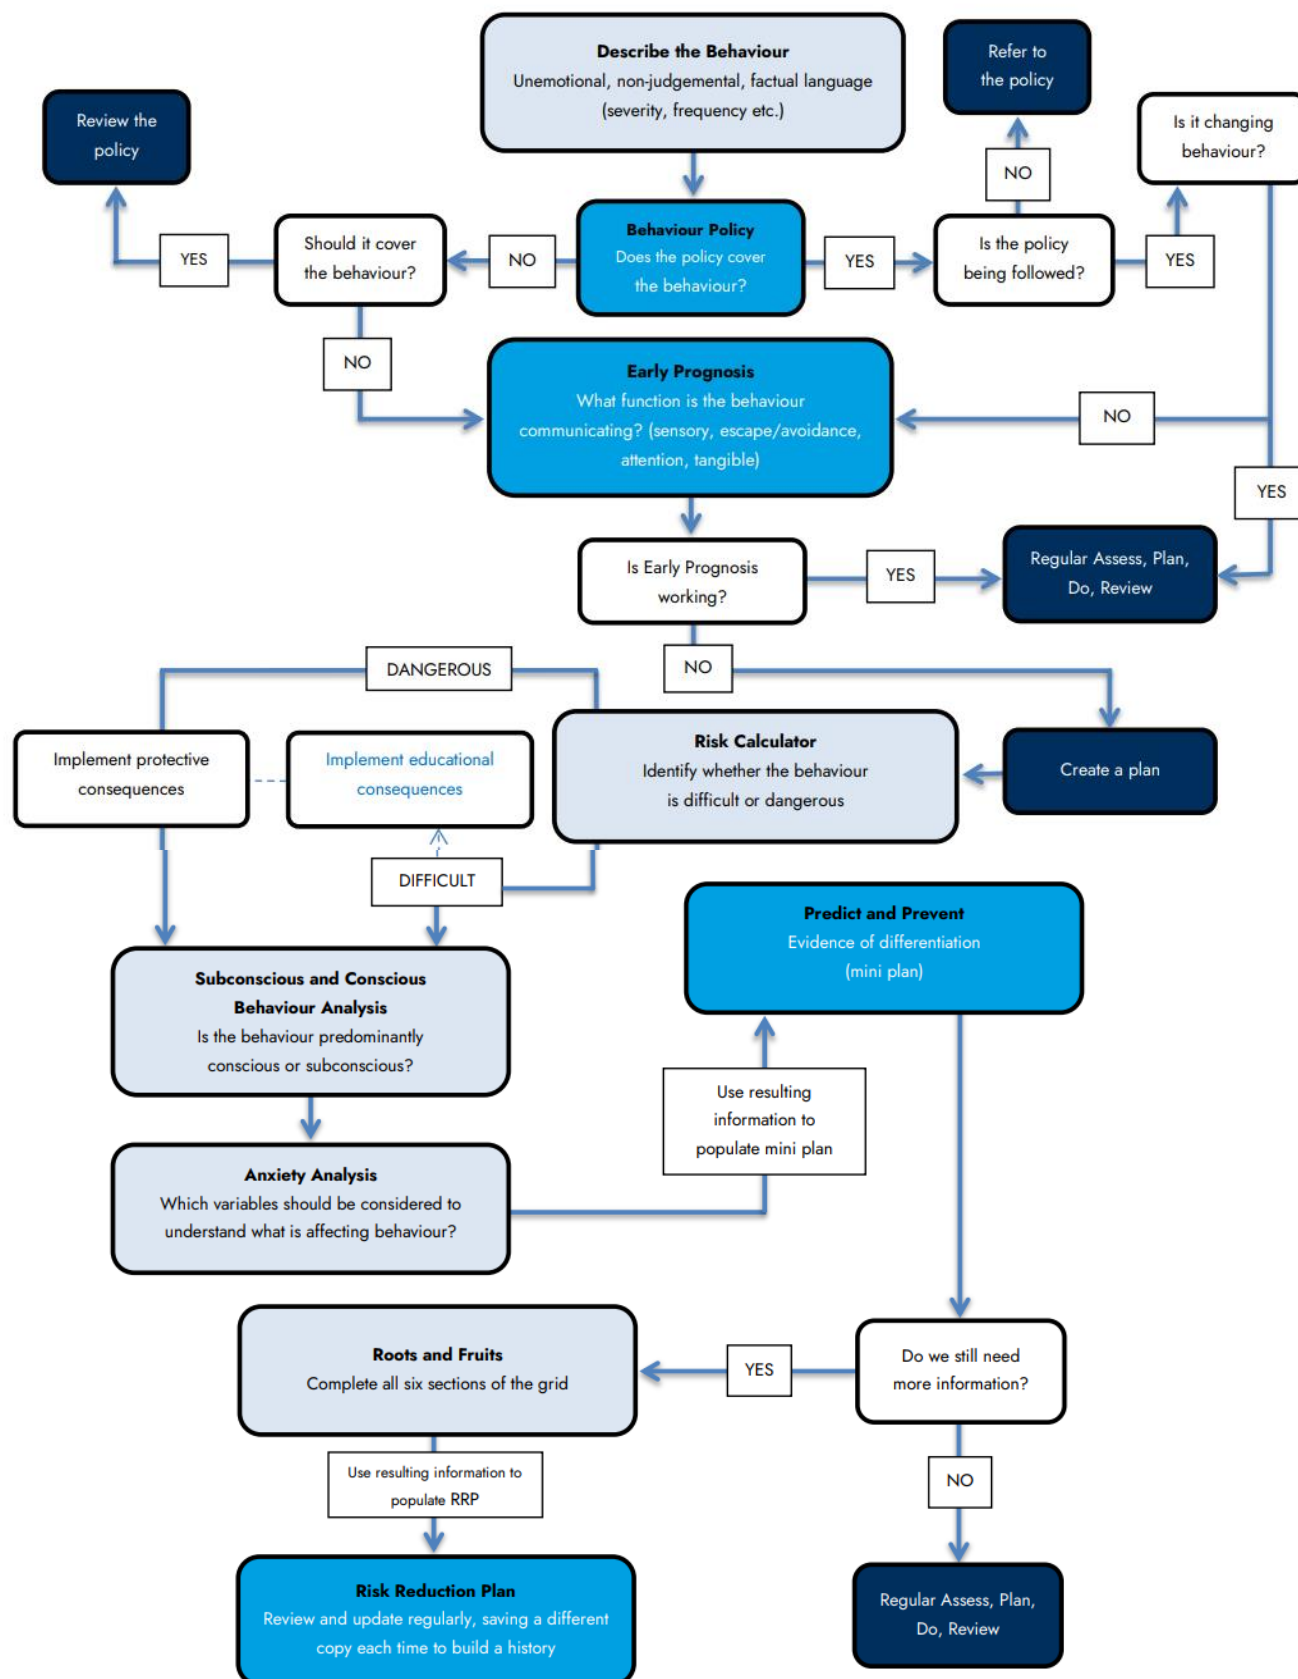 Describe the Behaviour
Unemotional, non-judgemental, factual language
(severity, frequency etc.)
Refer to
the policy
Review the
policy
Is it changing
behaviour?
NO
Should it cover
the behaviour?
YES
NO
Behaviour Policy
Does the policy cover
the behaviour?
YES
Is the policy
being followed?
YES
NO
Early Prognosis
What function is the behaviour
communicating? (sensory, escape/avoidance,
attention, tangible)
NO
YES
Is Early Prognosis
working?
YES
Regular Assess, Plan,
Do, Review
NO
DANGEROUS
Implement protective
consequences
Implement educational
consequences
Risk Calculator
Identify whether the behaviour
is difficult or dangerous
Create a plan
DIFFICULT
Predict and Prevent
Evidence of differentiation
(mini plan)
Subconscious and Conscious
Behaviour Analysis
Is the behaviour predominantly
conscious or subconscious?
Use resulting
information to
populate mini plan
Anxiety Analysis
Which variables should be considered to
understand what is affecting behaviour?
Roots and Fruits
Complete all six sections of the grid
YES
Do we still need
more information?
Use resulting information to
populate RRP
NO
Risk Reduction Plan
Review and update regularly, saving a different
copy each time to build a history
Regular Assess, Plan,
Do, Review